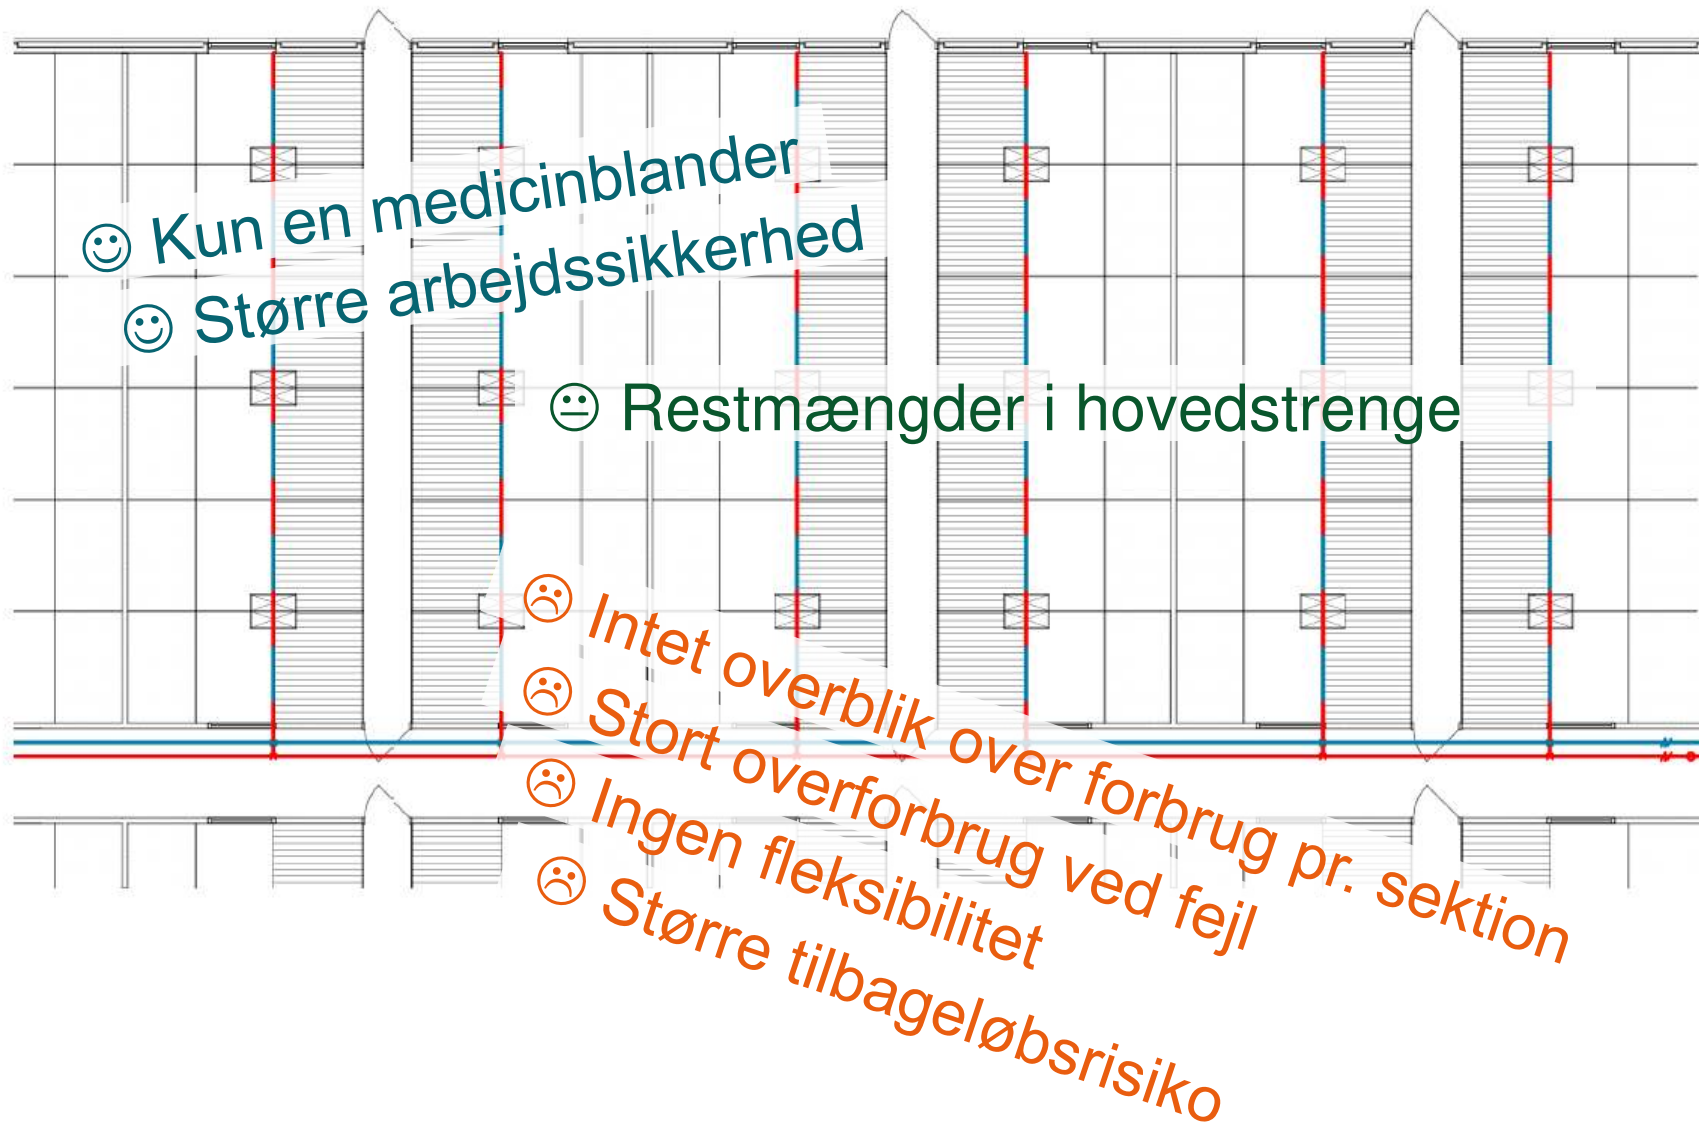 ☺ Kun en medicinblander
☺ Større arbejdssikkerhed
😐 Restmængder i hovedstrenge
☹ Intet overblik over forbrug pr. sektion
☹ Stort overforbrug ved fejl
☹ Ingen fleksibilitet
☹ Større tilbageløbsrisiko